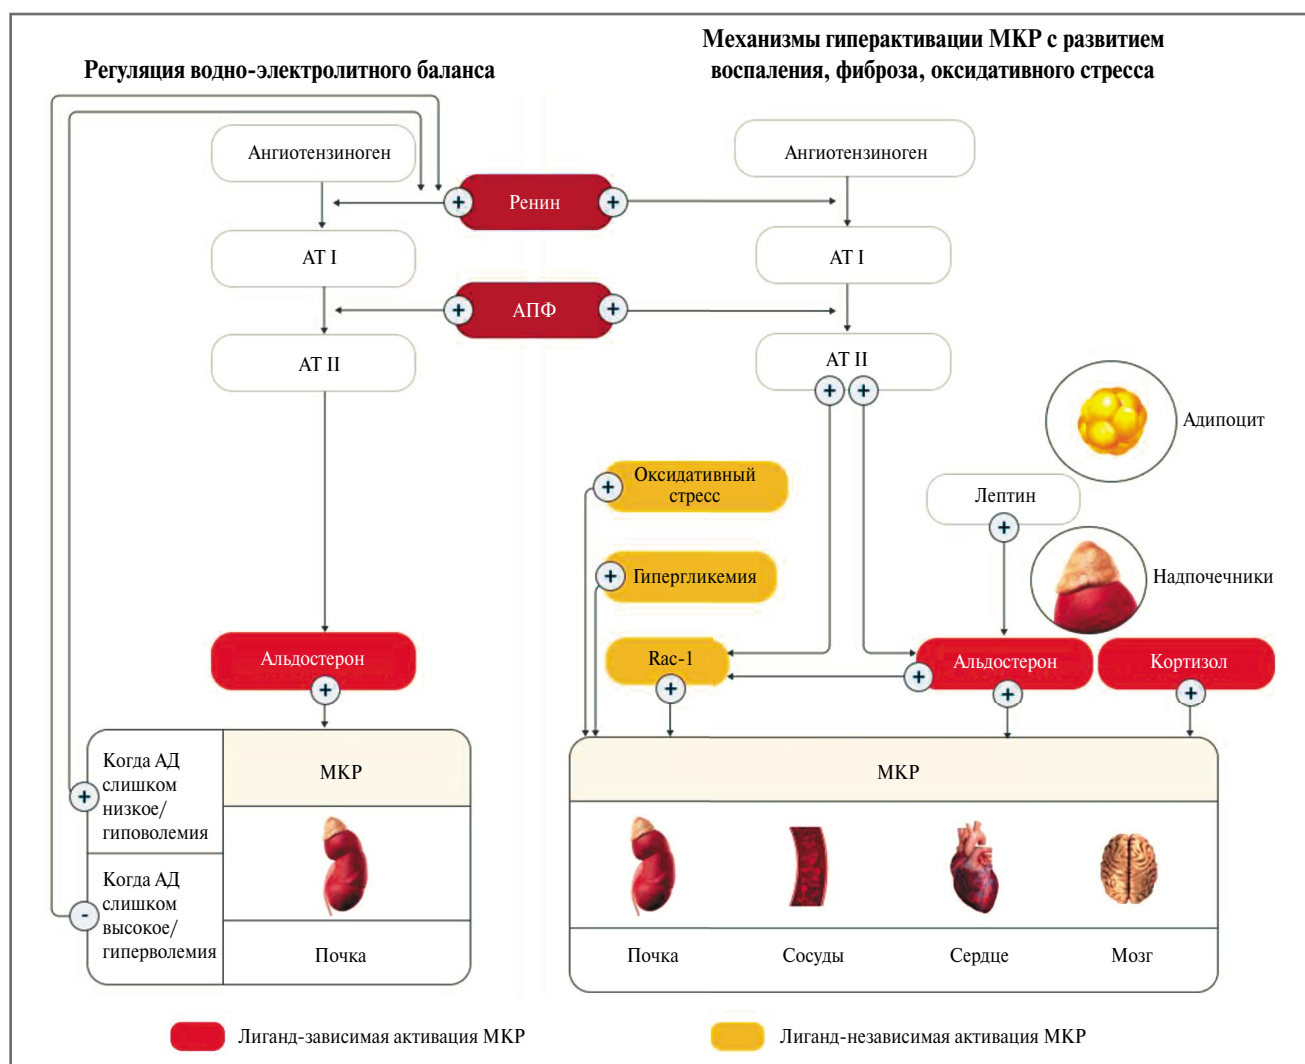 Регуляция водно-электролитного баланса
Механизмы гиперактивации МКР с развитием
воспаления, фиброза, оксидативного стресса
Ангиотензиноген
+
Ренин
+
Ангиотензиноген
АТ I
АТ I
+
АПФ
+
АТ II
АТ II
+
+
Адипоцит
Оксидативный
стресс
+
Лептин
+
Гипергликемия
+
Надпочечники
Альдостерон
+
Rac-1
+
Альдостерон
+
+
Кортизол
+
Когда АД
слишком
низкое/
гиповолемия
+
МКР
Когда АД
слишком
высокое/
гиперволемия
-
Почка
МКР
Почка
Сосуды
Сердце
Мозг
Лиганд-зависимая активация МКР
Лиганд-независимая активация МКР